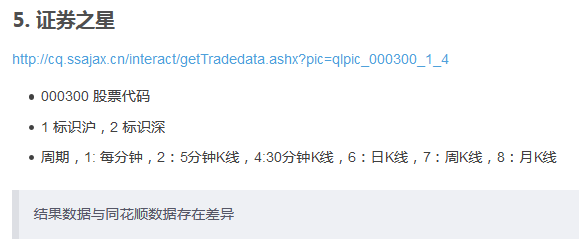 5. 证券之星
http://cq.ssajax.cn/interact/getTradedata.ashx?pic=qlpic_000300_1_4
000300 股票代码
1 标识沪，2 标识深
周期，1: 每分钟，2：5分钟K线，4:30分钟K线，6：日K线，7：周K线，8：月K线
结果数据与同花顺数据存在差异